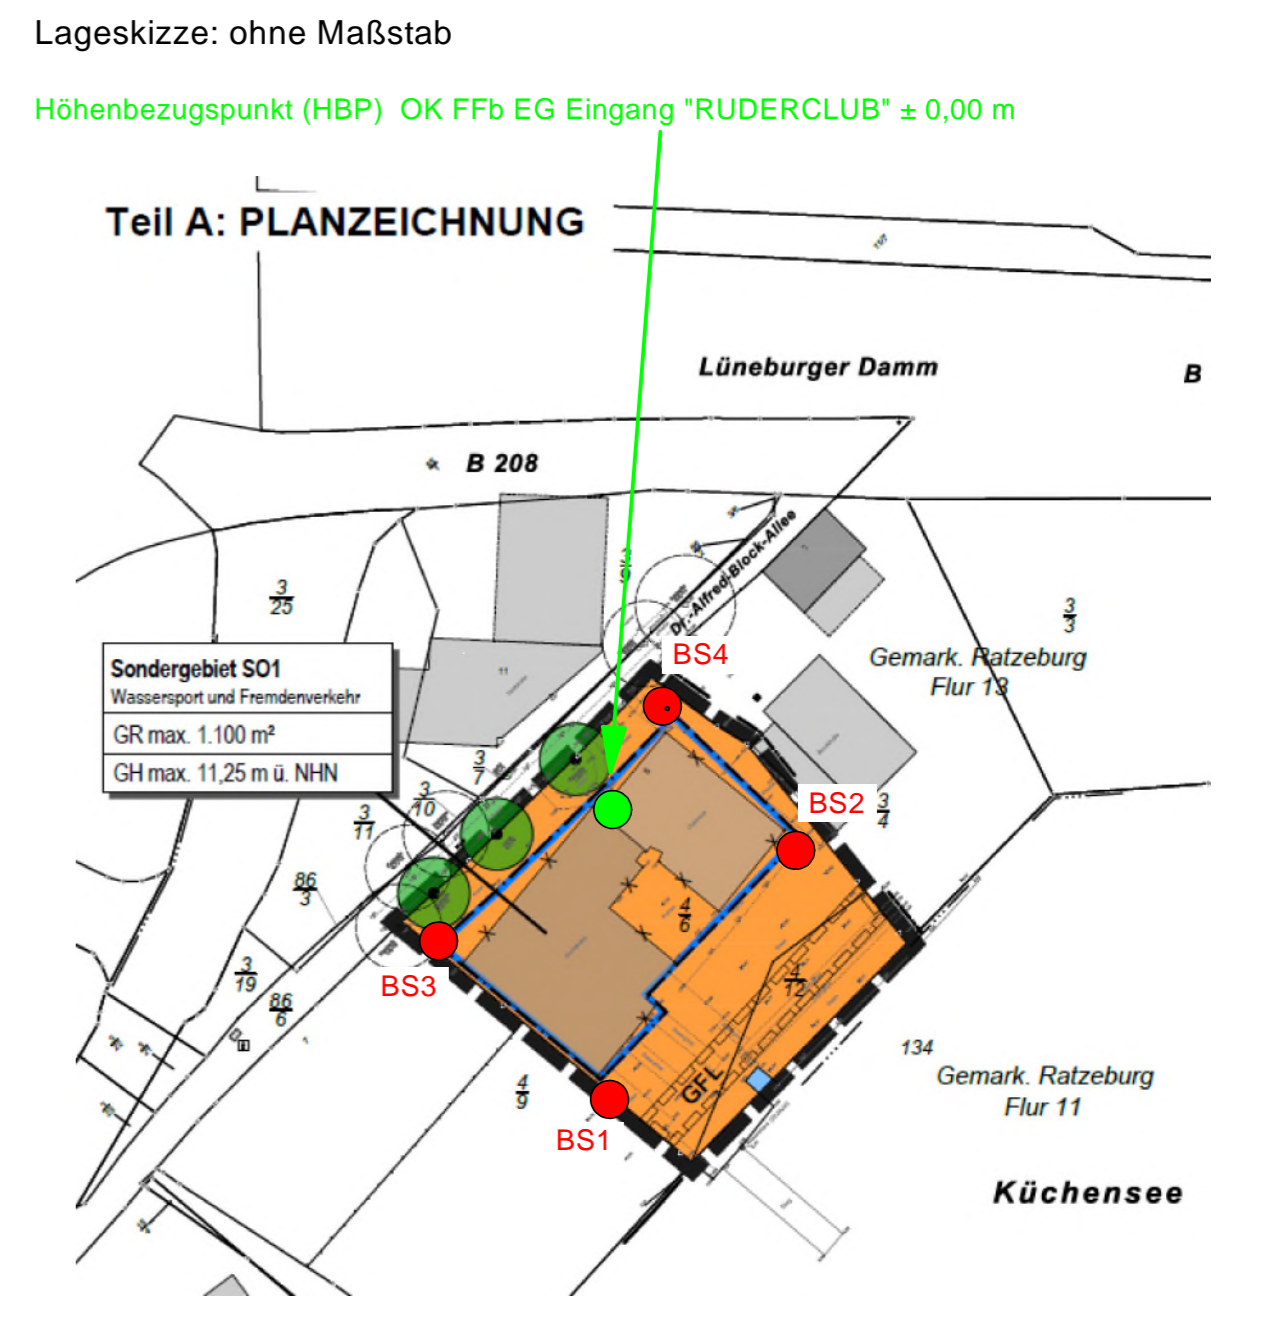 Lageskizze: ohne Maßstab
Höhenbezugspunkt (HBP) OK FFb EG Eingang "RUDERCLUB" ± 0,00 m
Teil A: PLANZEICHNUNG
Lüneburger Damm
B
B 208
Dr.-Alfred-Block-Allee
3
25
3
3
BS4
Gemark. Ratzeburg
Flur 13
Sondergebiet SO1
Wassersport und Fremdenverkehr
GR max. 1.100 m²
GH max. 11,25 m ü. NHN
11
3
7
3
10
3
11
BS2
3
4
86
3
4
6
BS3
3
19
86
6
4
12
134
Gemark. Ratzeburg
Flur 11
4
9
GFL
BS1
Küchensee